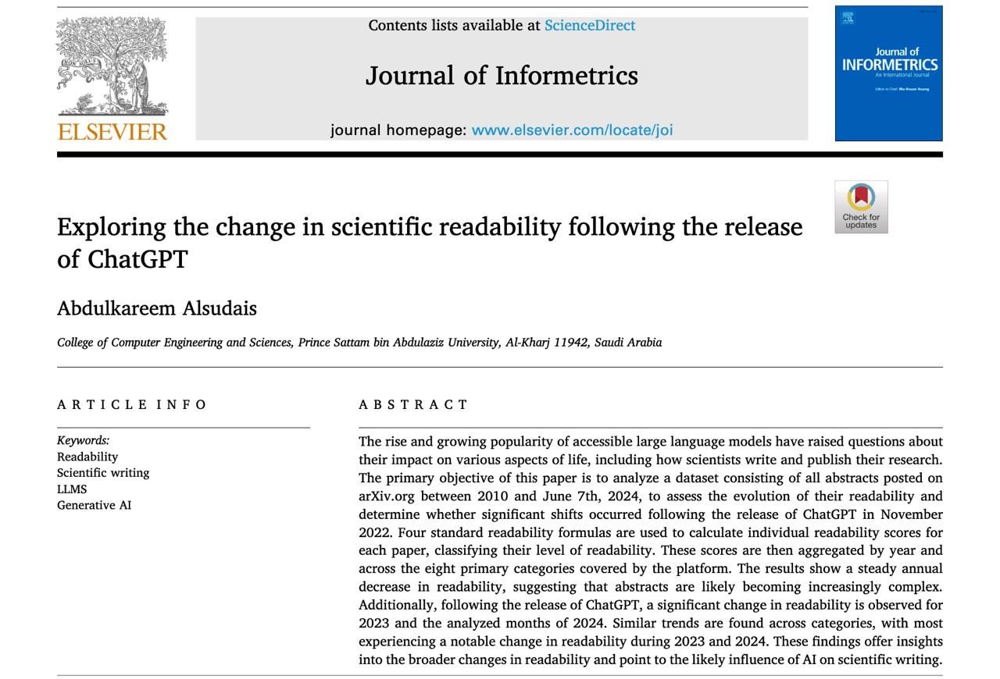 Contents lists available at ScienceDirect
Journal of Informetrics
journal homepage: www.elsevier.com/locate/joi
ELSEVIER
Journal of
INFORMETRICS
An International Journal
Editor-in-Chief: Mu-Hsuan Huang
Check for
updates
Exploring the change in scientific readability following the release
of ChatGPT
Abdulkareem Alsudais
College of Computer Engineering and Sciences, Prince Sattam bin Abdulaziz University, Al-Kharj 11942, Saudi Arabia
ARTICLE INFO
Keywords:
Readability
Scientific writing
LLMS
Generative AI
ABSTRACT
The rise and growing popularity of accessible large language models have raised questions about
their impact on various aspects of life, including how scientists write and publish their research.
The primary objective of this paper is to analyze a dataset consisting of all abstracts posted on
arXiv.org between 2010 and June 7th, 2024, to assess the evolution of their readability and
determine whether significant shifts occurred following the release of ChatGPT in November
2022. Four standard readability formulas are used to calculate individual readability scores for
each paper, classifying their level of readability. These scores are then aggregated by year and
across the eight primary categories covered by the platform. The results show a steady annual
decrease in readability, suggesting that abstracts are likely becoming increasingly complex.
Additionally, following the release of ChatGPT, a significant change in readability is observed for
2023 and the analyzed months of 2024. Similar trends are found across categories, with most
experiencing a notable change in readability during 2023 and 2024. These findings offer insights
into the broader changes in readability and point to the likely influence of AI on scientific writing.